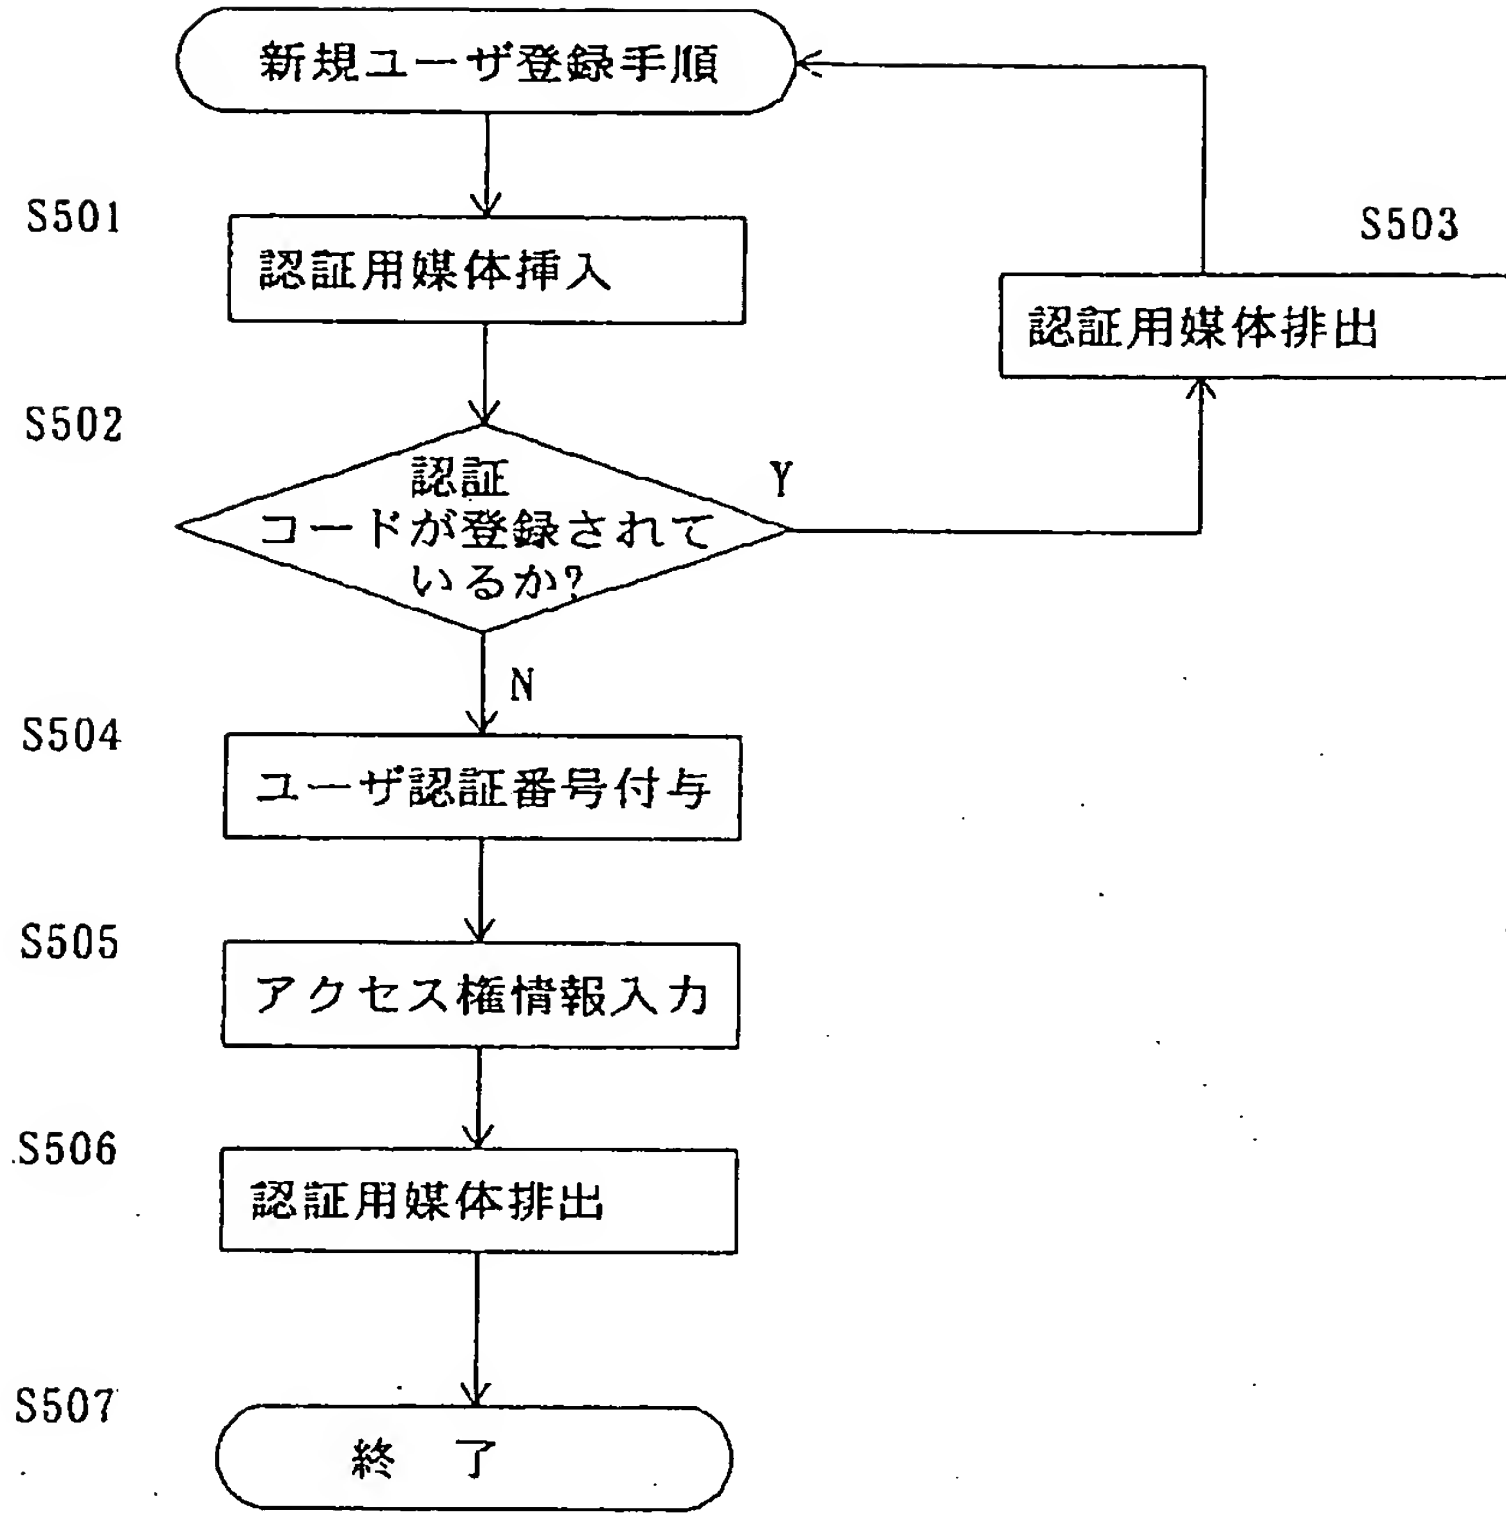 新規ユーザ登録手順
S501
認証用媒体挿入
S503
認証用媒体排出
S502
認証
コードが登録されて
いるか?
Y
N
S504
ユーザ認証番号付与
S505
アクセス権情報入力
S506
認証用媒体排出
S507
終 了